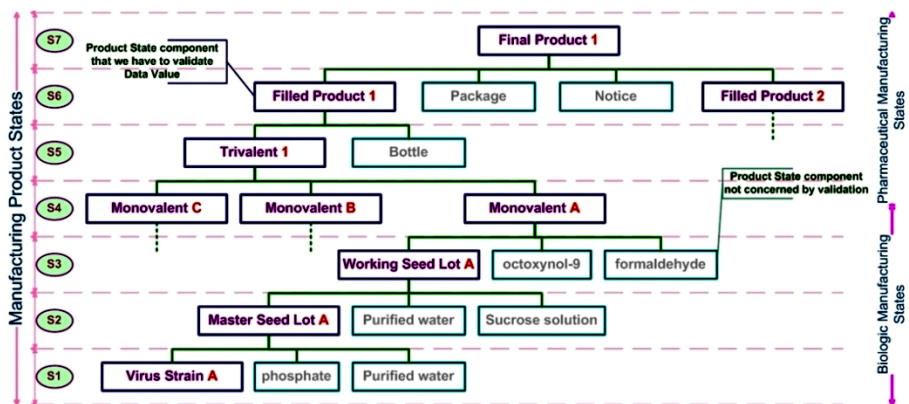 S7
Final Product 1
Product State component
that we have to validate
Data Value
S6
Filled Product 1
Package
Notice
Filled Product 2
S5
Trivalent 1
Bottle
Product State component
not concerned by validation
S4
Monovalent C
Monovalent B
Monovalent A
S3
Working Seed Lot A
octoxynol-9
formaldehyde
S2
Master Seed Lot A
Purified water
Sucrose solution
S1
Virus Strain A
phosphate
Purified water
Manufacturing Product States
Pharmaceutical Manufacturing
States
Biologic Manufacturing
States